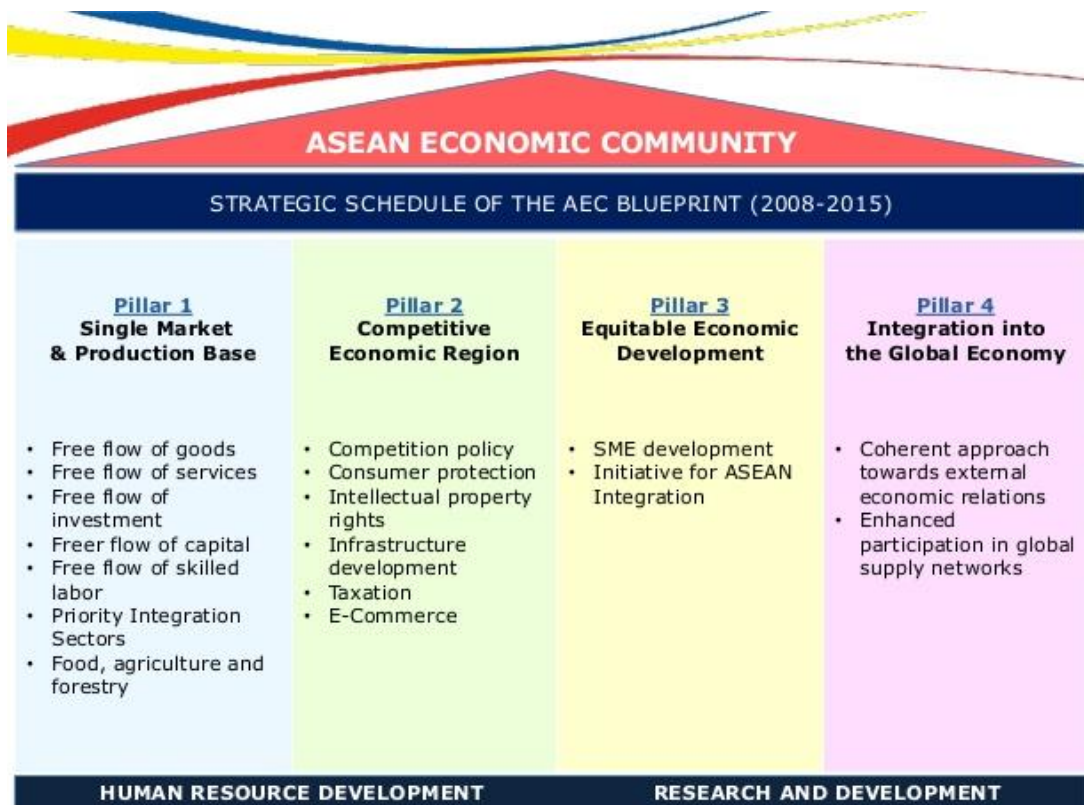 ASEAN ECONOMIC COMMUNITY
STRATEGIC SCHEDULE OF THE AEC BLUEPRINT (2008-2015)
Pillar 1
Single Market
& Production Base
• Free flow of goods
• Free flow of services
• Free flow of
investment
• Freer flow of capital
• Free flow of skilled
labor
• Priority Integration
Sectors
• Food, agriculture and
forestry
Pillar 2
Competitive
Economic Region
• Competition policy
• Consumer protection
• Intellectual property
rights
• Infrastructure
development
• Taxation
• E-Commerce
Pillar 3
Equitable Economic
Development
• SME development
• Initiative for ASEAN
Integration
Pillar 4
Integration into
the Global Economy
• Coherent approach
towards external
economic relations
• Enhanced
participation in global
supply networks
HUMAN RESOURCE DEVELOPMENT
RESEARCH AND DEVELOPMENT